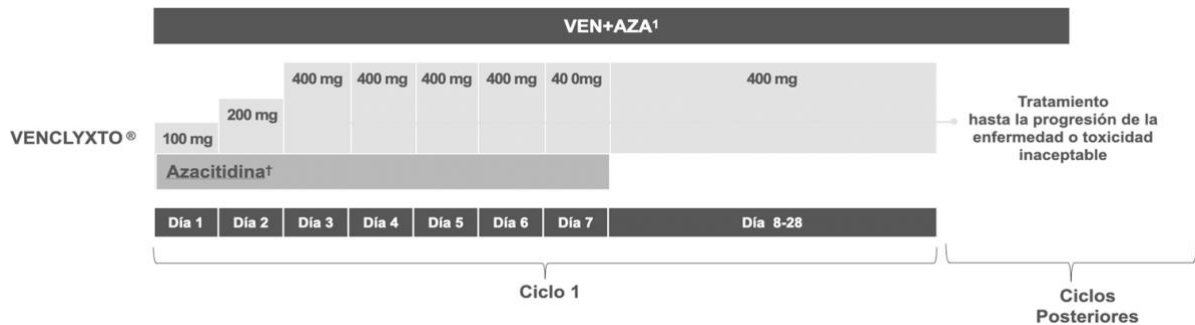 VEN+AZA¹
400 mg 400 mg 400 mg 400 mg 40 0mg 400 mg
200 mg
100 mg
VENCLYXTO ®
Tratamiento
hasta la progresión de la
enfermedad o toxicidad
inaceptable
Azacitidina†
Día 1 Día 2 Día 3 Día 4 Día 5 Día 6 Día 7 Día 8-28
Ciclo 1
Ciclos
Posteriores